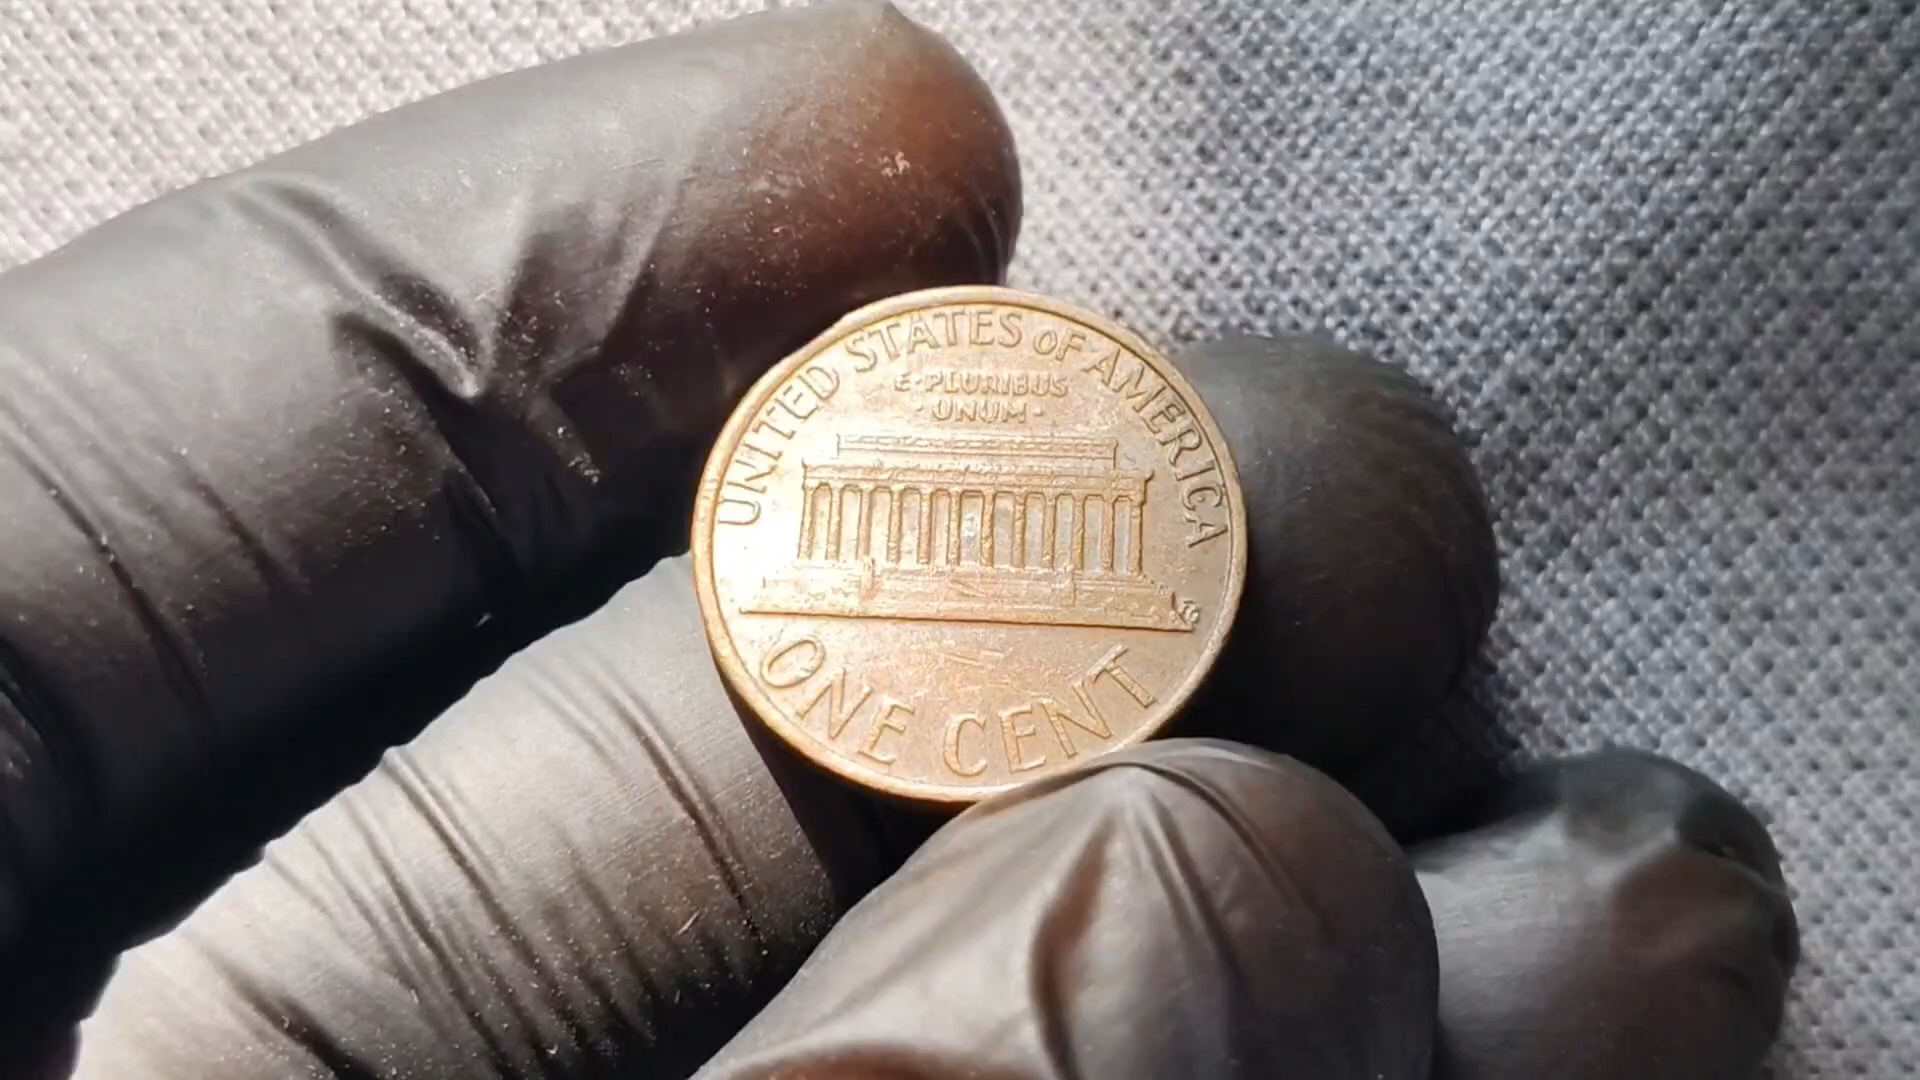 UNITED STATES OF AMERICA
E·PLURIBUS
·UNUM·
ONE CENT